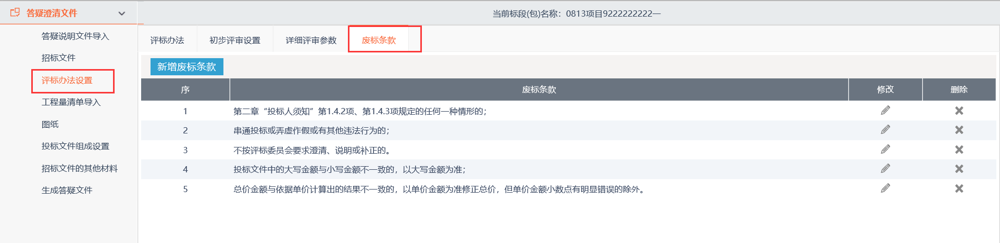 答疑澄清文件
当前标段(包)名称：0813项目9222222222—
答疑说明文件导入
招标文件
评标办法设置
工程量清单导入
图纸
投标文件组成设置
招标文件的其他材料
生成答疑文件
评标办法 初步评审设置 详细评审参数 废标条款
新增废标条款
序 废标条款 修改 删除
1 第二章“投标人须知”第1.4.2项、第1.4.3项规定的任何一种情形的；
2 串通投标或弄虚作假或有其他违法行为的；
3 不按评标委员会要求澄清、说明或补正的。
4 投标文件中的大写金额与小写金额不一致的，以大写金额为准；
5 总价金额与依据单价计算出的结果不一致的，以单价金额为准修正总价，但单价金额小数点有明显错误的除外。